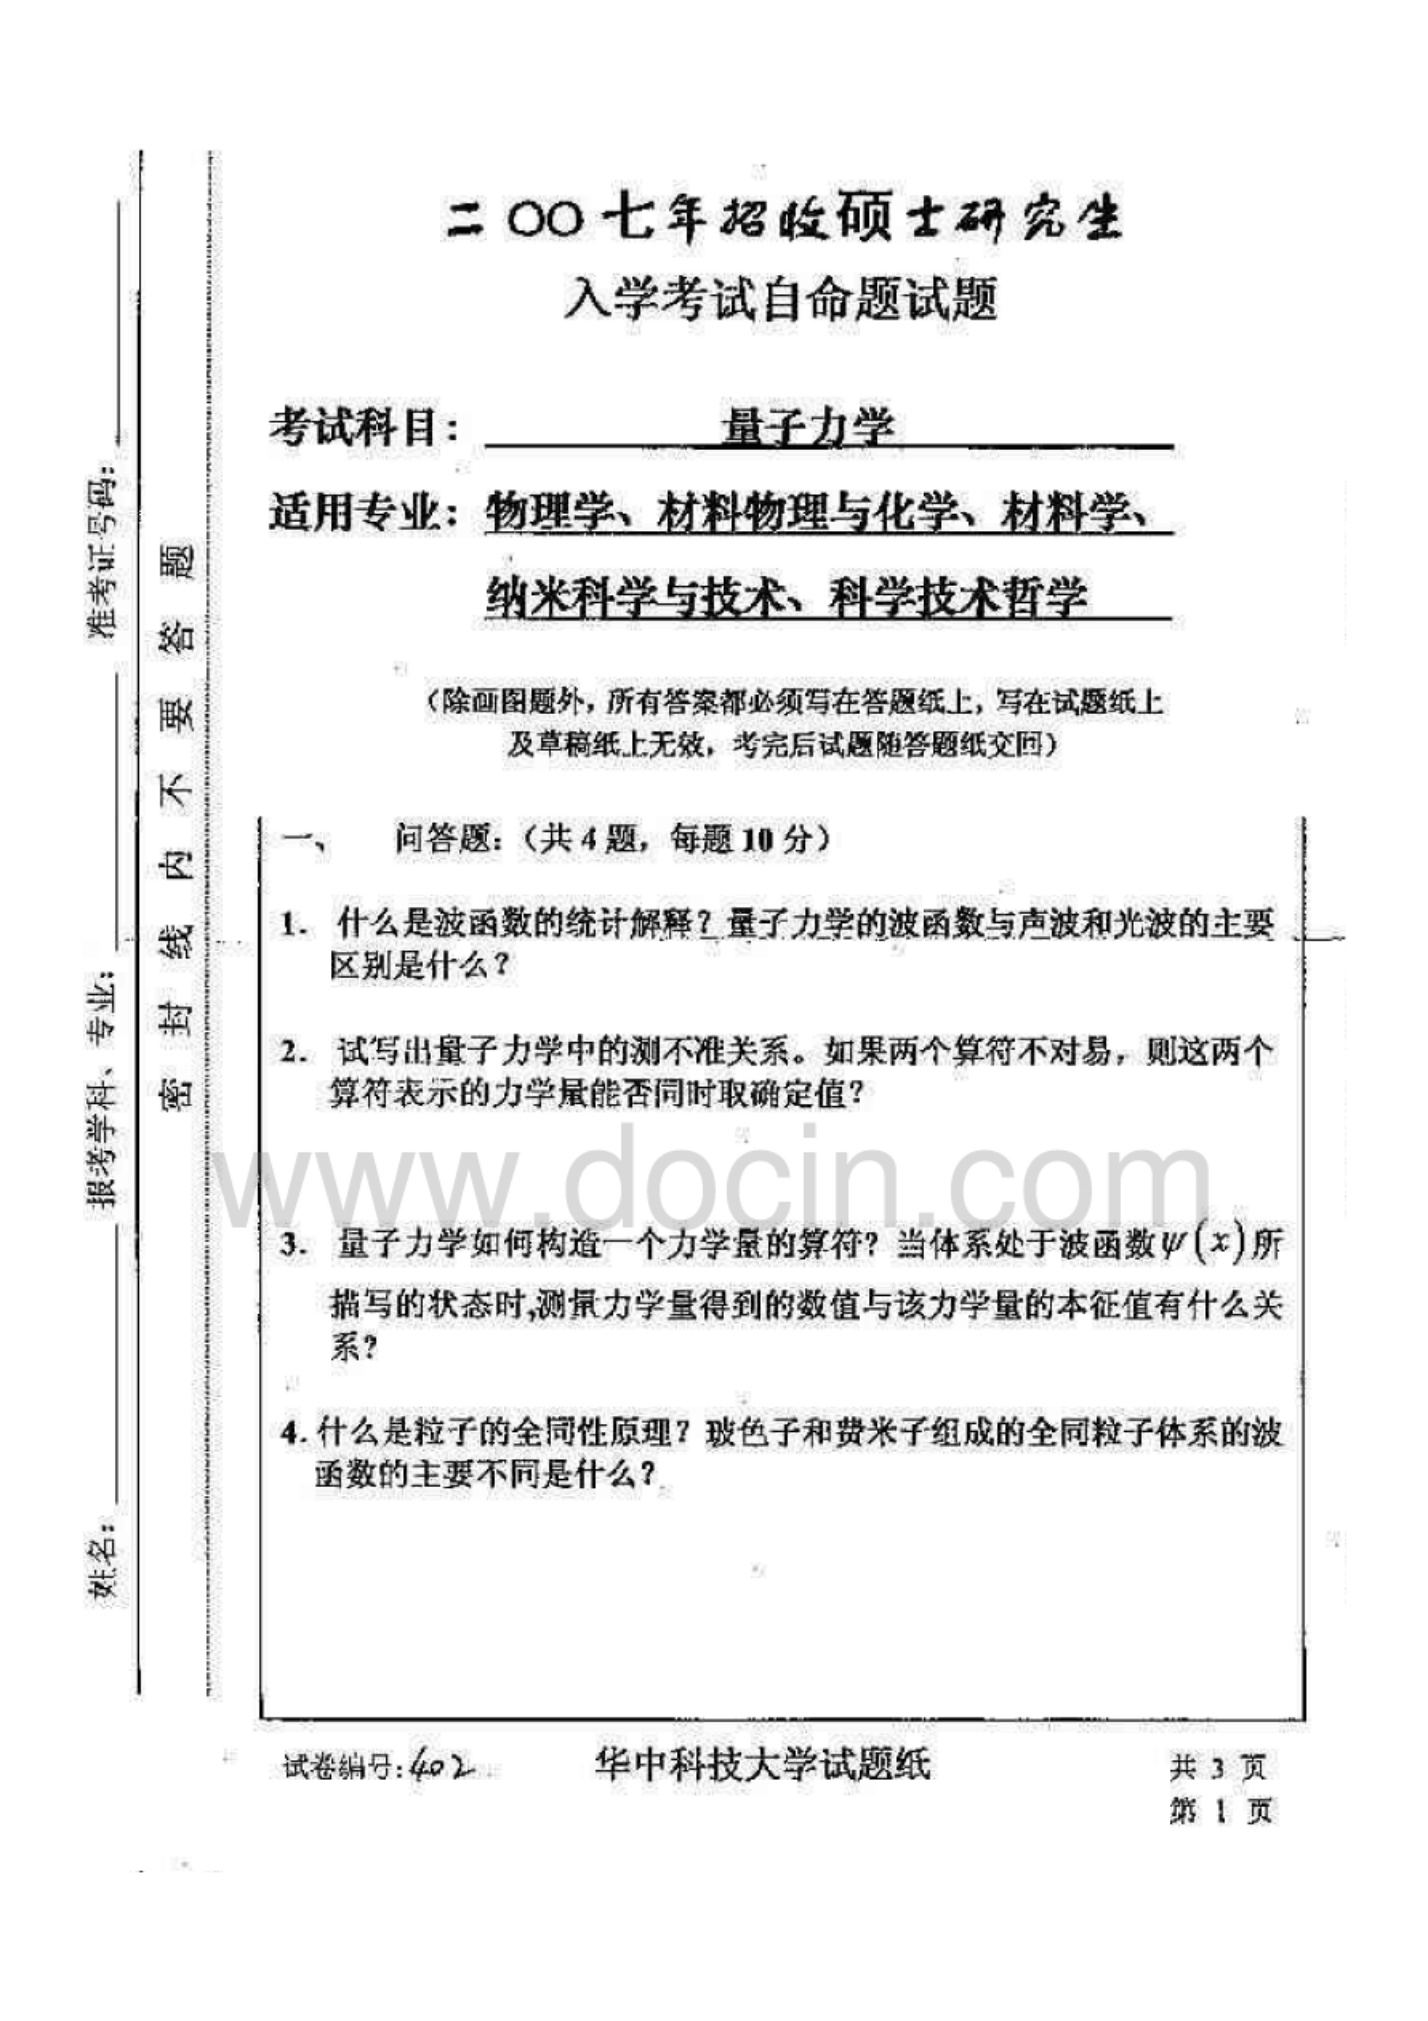 二〇〇七年招收硕士研究生
入学考试自命题试题
考试科目： 量子力学
适用专业：物理学、材料物理与化学、材料学、
纳米科学与技术、科学技术哲学
（除画图题外，所有答案都必须写在答题纸上，写在试题纸上
及草稿纸上无效，考完后试题随答题纸交回）
一、 问答题：（共 4 题，每题 10 分）
1. 什么是波函数的统计解释？量子力学的波函数与声波和光波的主要
区别是什么？
2. 试写出量子力学中的测不准关系。如果两个算符不对易，则这两个
算符表示的力学量能否同时取确定值？
www.docin.com
3. 量子力学如何构造一个力学量的算符？当体系处于波函数ψ(x)所
描写的状态时,测量力学量得到的数值与该力学量的本征值有什么关
系？
4. 什么是粒子的全同性原理？玻色子和费米子组成的全同粒子体系的波
函数的主要不同是什么？
试卷编号：402 华中科技大学试题纸 共 3 页
第 1 页
准考证号码：
报考学科、专业：
姓名：
密封线内不要答题